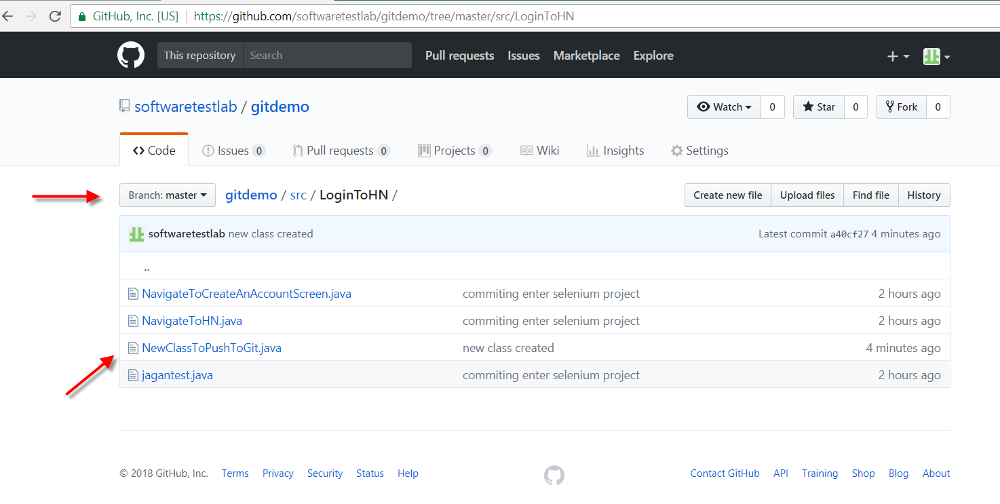 GitHub, Inc. [US] https://github.com/softwaretestlab/gitdemo/tree/master/src/LoginToHN
This repository Search Pull requests Issues Marketplace Explore
softwaretestlab / gitdemo Watch 0 Star 0 Fork 0
Code Issues 0 Pull requests 0 Projects 0 Wiki Insights Settings
Branch: master gitdemo / src / LoginToHN / Create new file Upload files Find file History
softwaretestlab new class created Latest commit a40cf27 4 minutes ago
..
NavigateToCreateAnAccountScreen.java commiting enter selenium project 2 hours ago
NavigateToHN.java commiting enter selenium project 2 hours ago
NewClassToPushToGit.java new class created 4 minutes ago
jagantest.java commiting enter selenium project 2 hours ago
© 2018 GitHub, Inc. Terms Privacy Security Status Help Contact GitHub API Training Shop Blog About